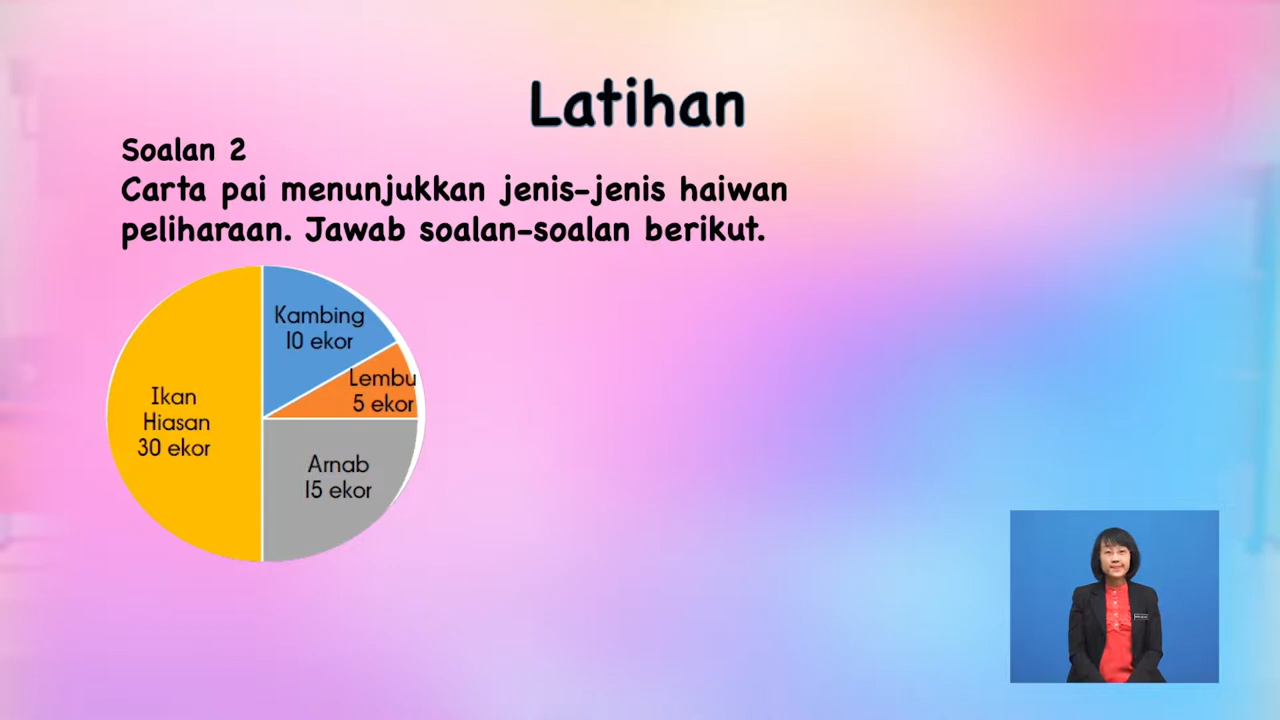 Latihan
Soalan 2
Carta pai menunjukkan jenis-jenis haiwan
peliharaan. Jawab soalan-soalan berikut.
Kambing
10 ekor
Lembu
5 ekor
Ikan
Hiasan
30 ekor
Arnab
15 ekor